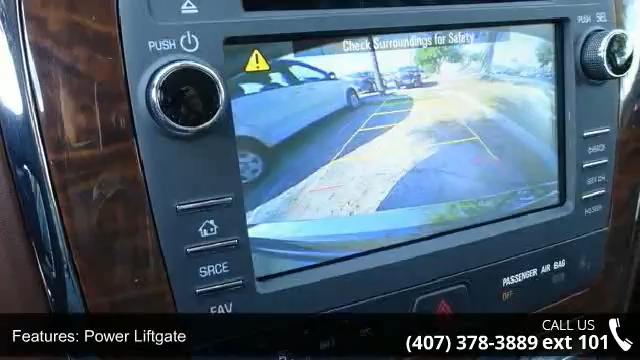 PUSH
PUSH SEL
Check Surroundings for Safety
BACK
SRCE
FAV
PASSENGER AIR BAG
OFF
Features: Power Liftgate
CALL US
(407) 378-3889 ext 101